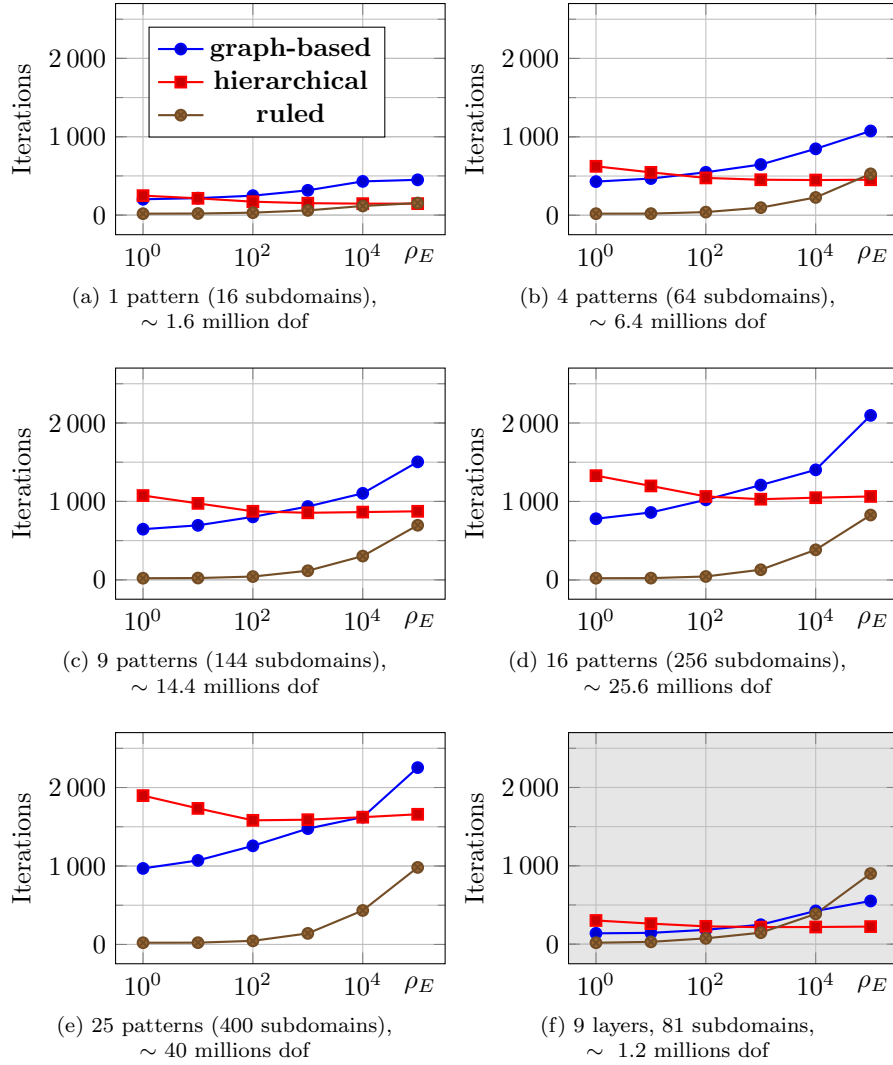 graph-based
hierarchical
ruled
Iterations
2 000
1 000
0
10^0
10^2
10^4
ρ_E
(a) 1 pattern (16 subdomains),
∼ 1.6 million dof
Iterations
2 000
1 000
0
10^0
10^2
10^4
ρ_E
(b) 4 patterns (64 subdomains),
∼ 6.4 millions dof
Iterations
2 000
1 000
0
10^0
10^2
10^4
ρ_E
(c) 9 patterns (144 subdomains),
∼ 14.4 millions dof
Iterations
2 000
1 000
0
10^0
10^2
10^4
ρ_E
(d) 16 patterns (256 subdomains),
∼ 25.6 millions dof
Iterations
2 000
1 000
0
10^0
10^2
10^4
ρ_E
(e) 25 patterns (400 subdomains),
∼ 40 millions dof
Iterations
2 000
1 000
0
10^0
10^2
10^4
ρ_E
(f) 9 layers, 81 subdomains,
∼ 1.2 millions dof